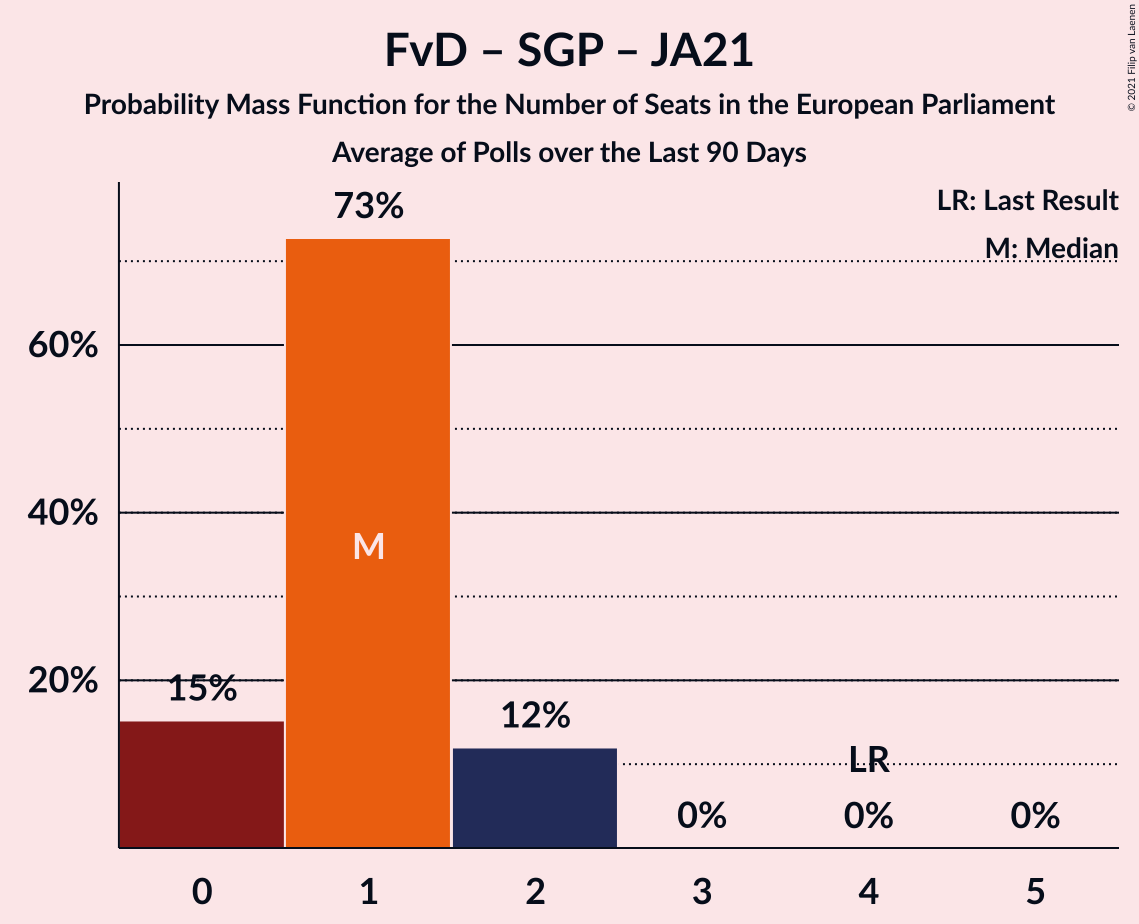 FvD – SGP – JA21
Probability Mass Function for the Number of Seats in the European Parliament
Average of Polls over the Last 90 Days
© 2021 Filip van Laenen
LR: Last Result
M: Median
73%
60%
40%
M
20%
15%
12%
LR
0%
0%
0%
0
1
2
3
4
5